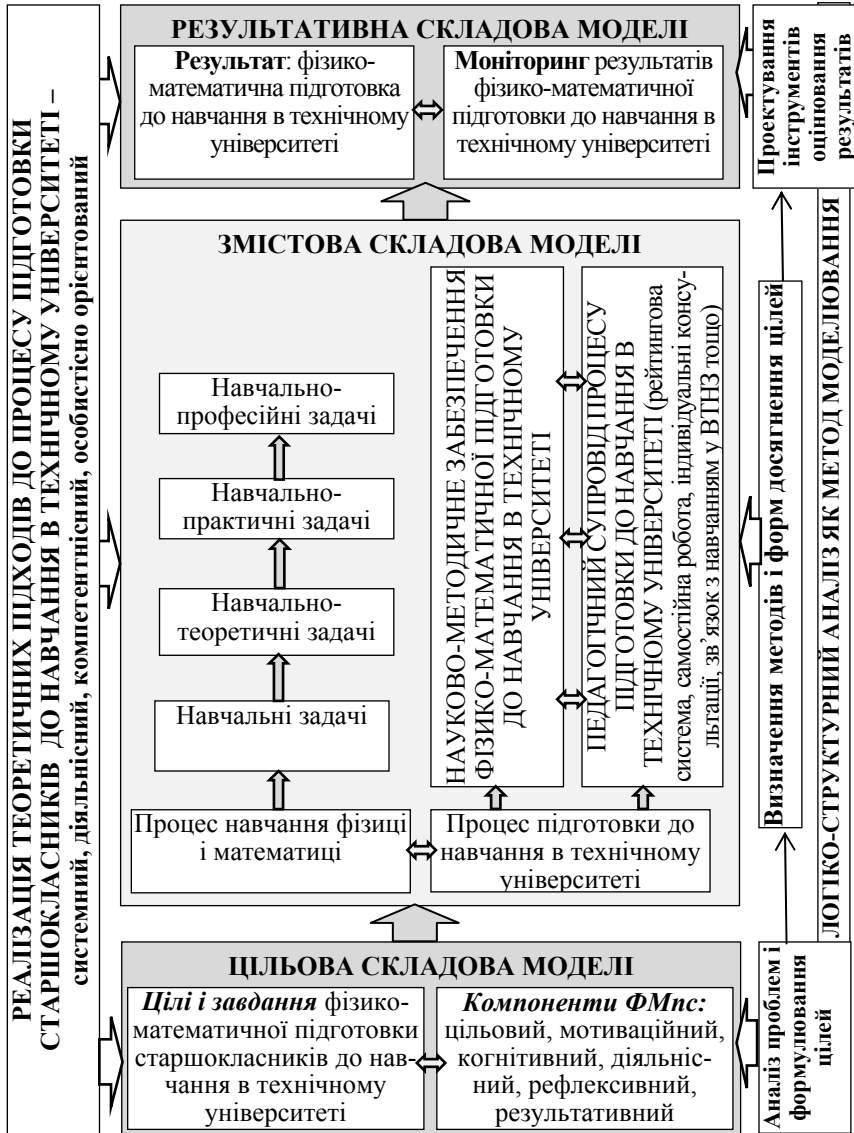 РЕАЛІЗАЦІЯ ТЕОРЕТИЧНИХ ПІДХОДІВ ДО ПРОЦЕСУ ПІДГОТОВКИ
СТАРШОКЛАСНИКІВ ДО НАВЧАННЯ В ТЕХНІЧНОМУ УНІВЕРСИТЕТІ –
системний, діяльнісний, компетентнісний, особистісно орієнтований
РЕЗУЛЬТАТИВНА СКЛАДОВА МОДЕЛІ
Результат: фізико-
математична підготовка
до навчання в технічному
університеті
Моніторинг результатів
фізико-математичної
підготовки до навчання в
технічному університеті
ЗМІСТОВА СКЛАДОВА МОДЕЛІ
Навчально-
професійні задачі
Навчально-
практичні задачі
Навчально-
теоретичні задачі
Навчальні задачі
Процес навчання фізиці
і математиці
НАУКОВО-МЕТОДИЧНЕ ЗАБЕЗПЕЧЕННЯ
ФІЗИКО-МАТЕМАТИЧНОЇ ПІДГОТОВКИ
ДО НАВЧАННЯ В ТЕХНІЧНОМУ
УНІВЕРСИТЕТІ
ПЕДАГОГІЧНИЙ СУПРОВІД ПРОЦЕСУ
ПІДГОТОВКИ ДО НАВЧАННЯ В
ТЕХНІЧНОМУ УНІВЕРСИТЕТІ (рейтингова
система, самостійна робота, індивідуальні консу-
льтації, зв’язок з навчанням у ВТНЗ тощо)
Процес підготовки до
навчання в технічному
університеті
ЦІЛЬОВА СКЛАДОВА МОДЕЛІ
Цілі і завдання фізико-
математичної підготовки
старшокласників до нав-
чання в технічному
університеті
Компоненти ФМпс:
цільовий, мотиваційний,
когнітивний, діяльніс-
ний, рефлексивний,
результативний
Проектування
інструментів
оцінювання
результатів
Визначення методів і форм досягнення цілей
Аналіз проблем і
формулювання
цілей
ЛОГІКО-СТРУКТУРНИЙ АНАЛІЗ ЯК МЕТОД МОДЕЛЮВАННЯ